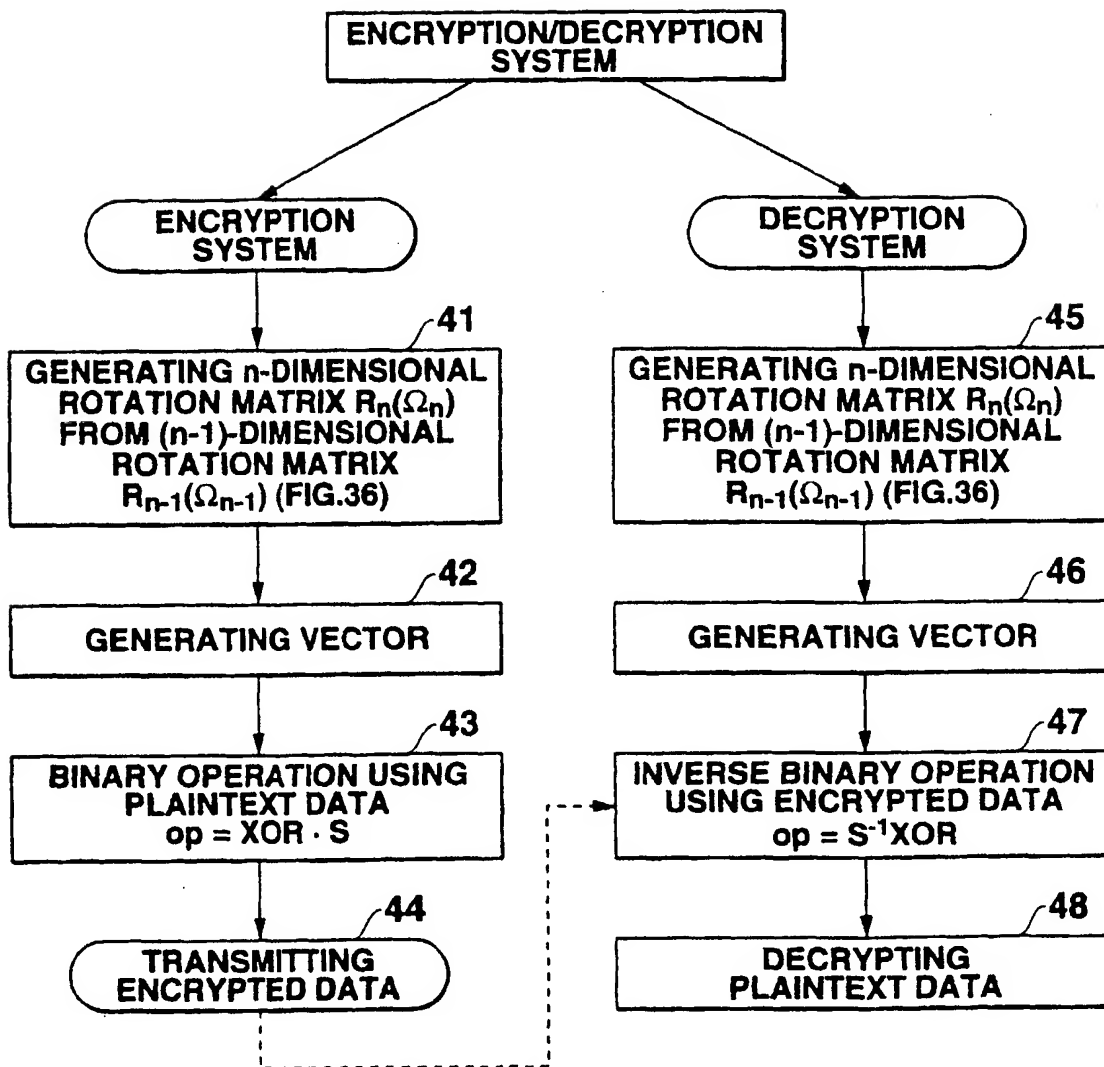 ENCRYPTION/DECRYPTION
SYSTEM
ENCRYPTION
SYSTEM
41
GENERATING n-DIMENSIONAL
ROTATION MATRIX Rn(Ωn)
FROM (n-1)-DIMENSIONAL
ROTATION MATRIX
Rn-1(Ωn-1) (FIG.36)
42
GENERATING VECTOR
43
BINARY OPERATION USING
PLAINTEXT DATA
op = XOR · S
44
TRANSMITTING
ENCRYPTED DATA
DECRYPTION
SYSTEM
45
GENERATING n-DIMENSIONAL
ROTATION MATRIX Rn(Ωn)
FROM (n-1)-DIMENSIONAL
ROTATION MATRIX
Rn-1(Ωn-1) (FIG.36)
46
GENERATING VECTOR
47
INVERSE BINARY OPERATION
USING ENCRYPTED DATA
op = S⁻¹XOR
48
DECRYPTING
PLAINTEXT DATA